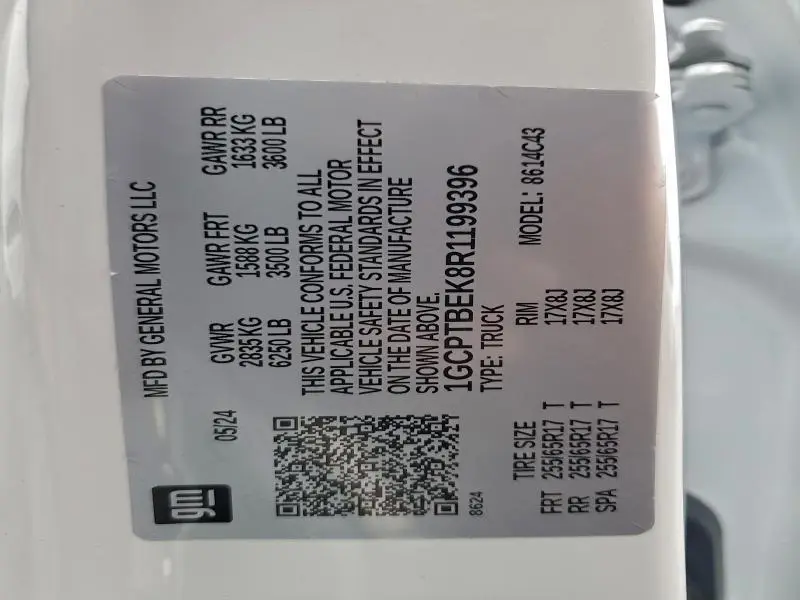 gm
MFD BY GENERAL MOTORS LLC
05/24
GVWR GAWR FRT GAWR RR
2835 KG 1588 KG 1633 KG
6250 LB 3500 LB 3600 LB
THIS VEHICLE CONFORMS TO ALL
APPLICABLE U.S. FEDERAL MOTOR
VEHICLE SAFETY STANDARDS IN EFFECT
ON THE DATE OF MANUFACTURE
SHOWN ABOVE.
1GCPTBEK8R1199396
TYPE: TRUCK
8624
MODEL: 8614C43
TIRE SIZE RIM
FRT 255/65R17 T 17X8J
RR 255/65R17 T 17X8J
SPA 255/65R17 T 17X8J